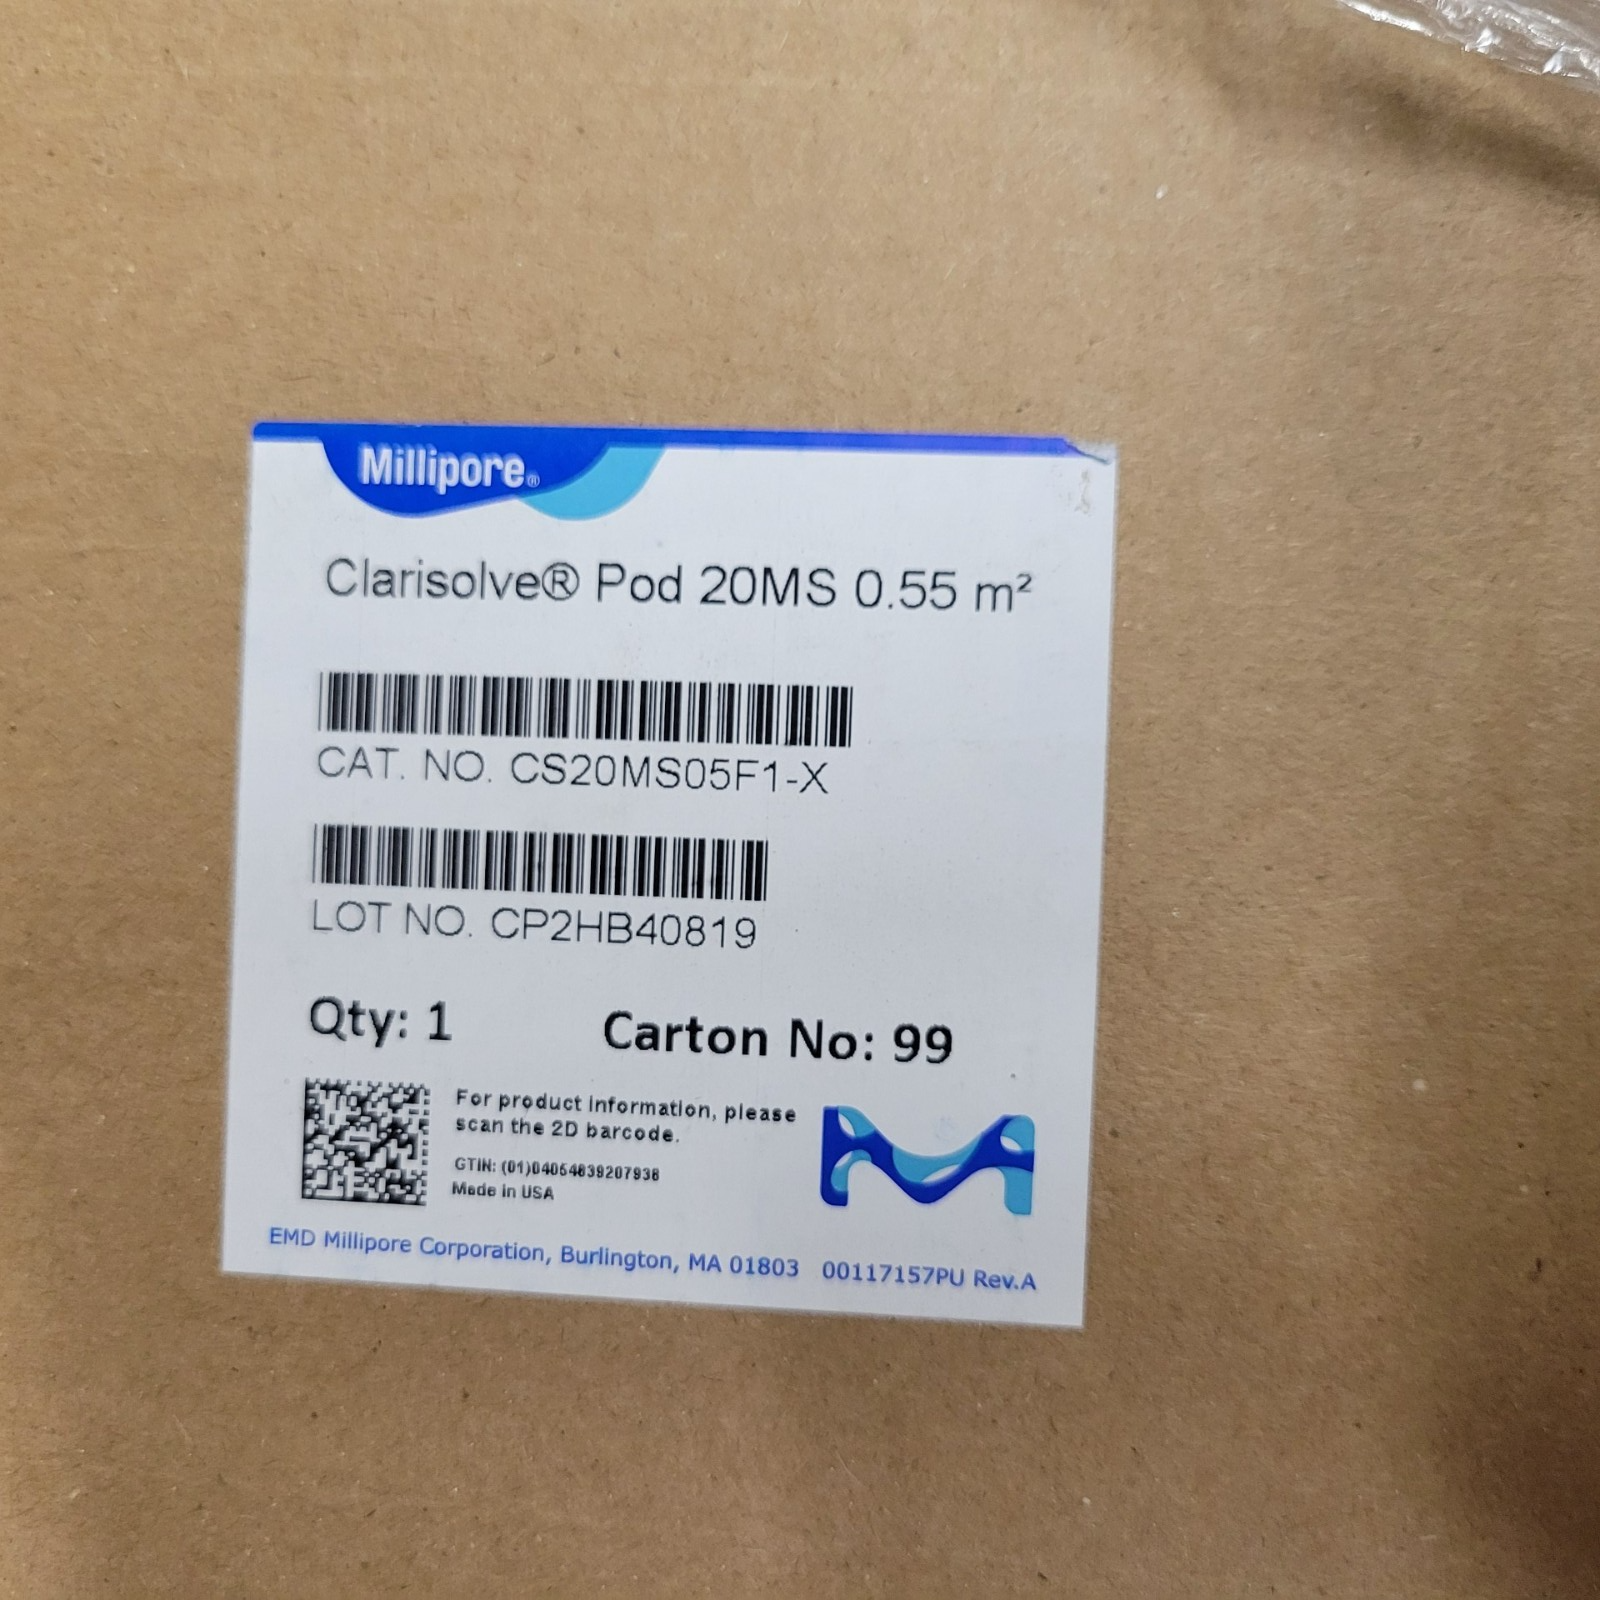 Millipore®
Clarisolve® Pod 20MS 0.55 m²
CAT. NO. CS20MS05F1-X
LOT NO. CP2HB40819
Qty: 1 Carton No: 99
For product information, please
scan the 2D barcode.
GTIN: (01)04054839207938
Made in USA
EMD Millipore Corporation, Burlington, MA 01803 00117157PU Rev.A